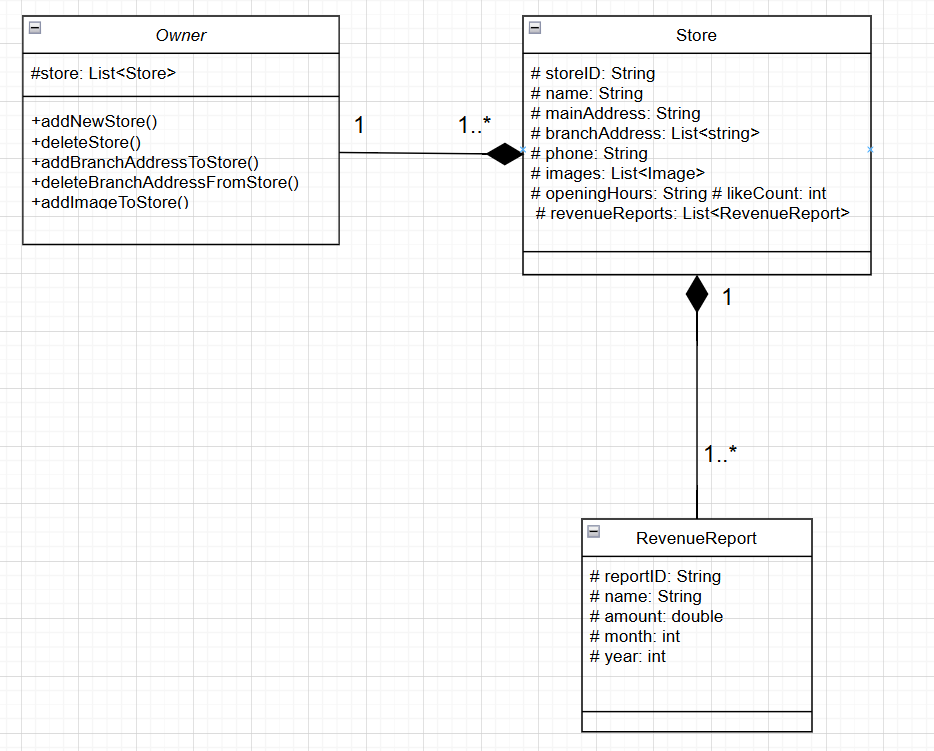 Owner
#store: List<Store>
+addNewStore()
+deleteStore()
+addBranchAddressToStore()
+deleteBranchAddressFromStore()
+addImageToStore()
1
1..*
Store
# storeID: String
# name: String
# mainAddress: String
# branchAddress: List<string>
# phone: String
# images: List<Image>
# openingHours: String # likeCount: int
# revenueReports: List<RevenueReport>
1
1..*
RevenueReport
# reportID: String
# name: String
# amount: double
# month: int
# year: int